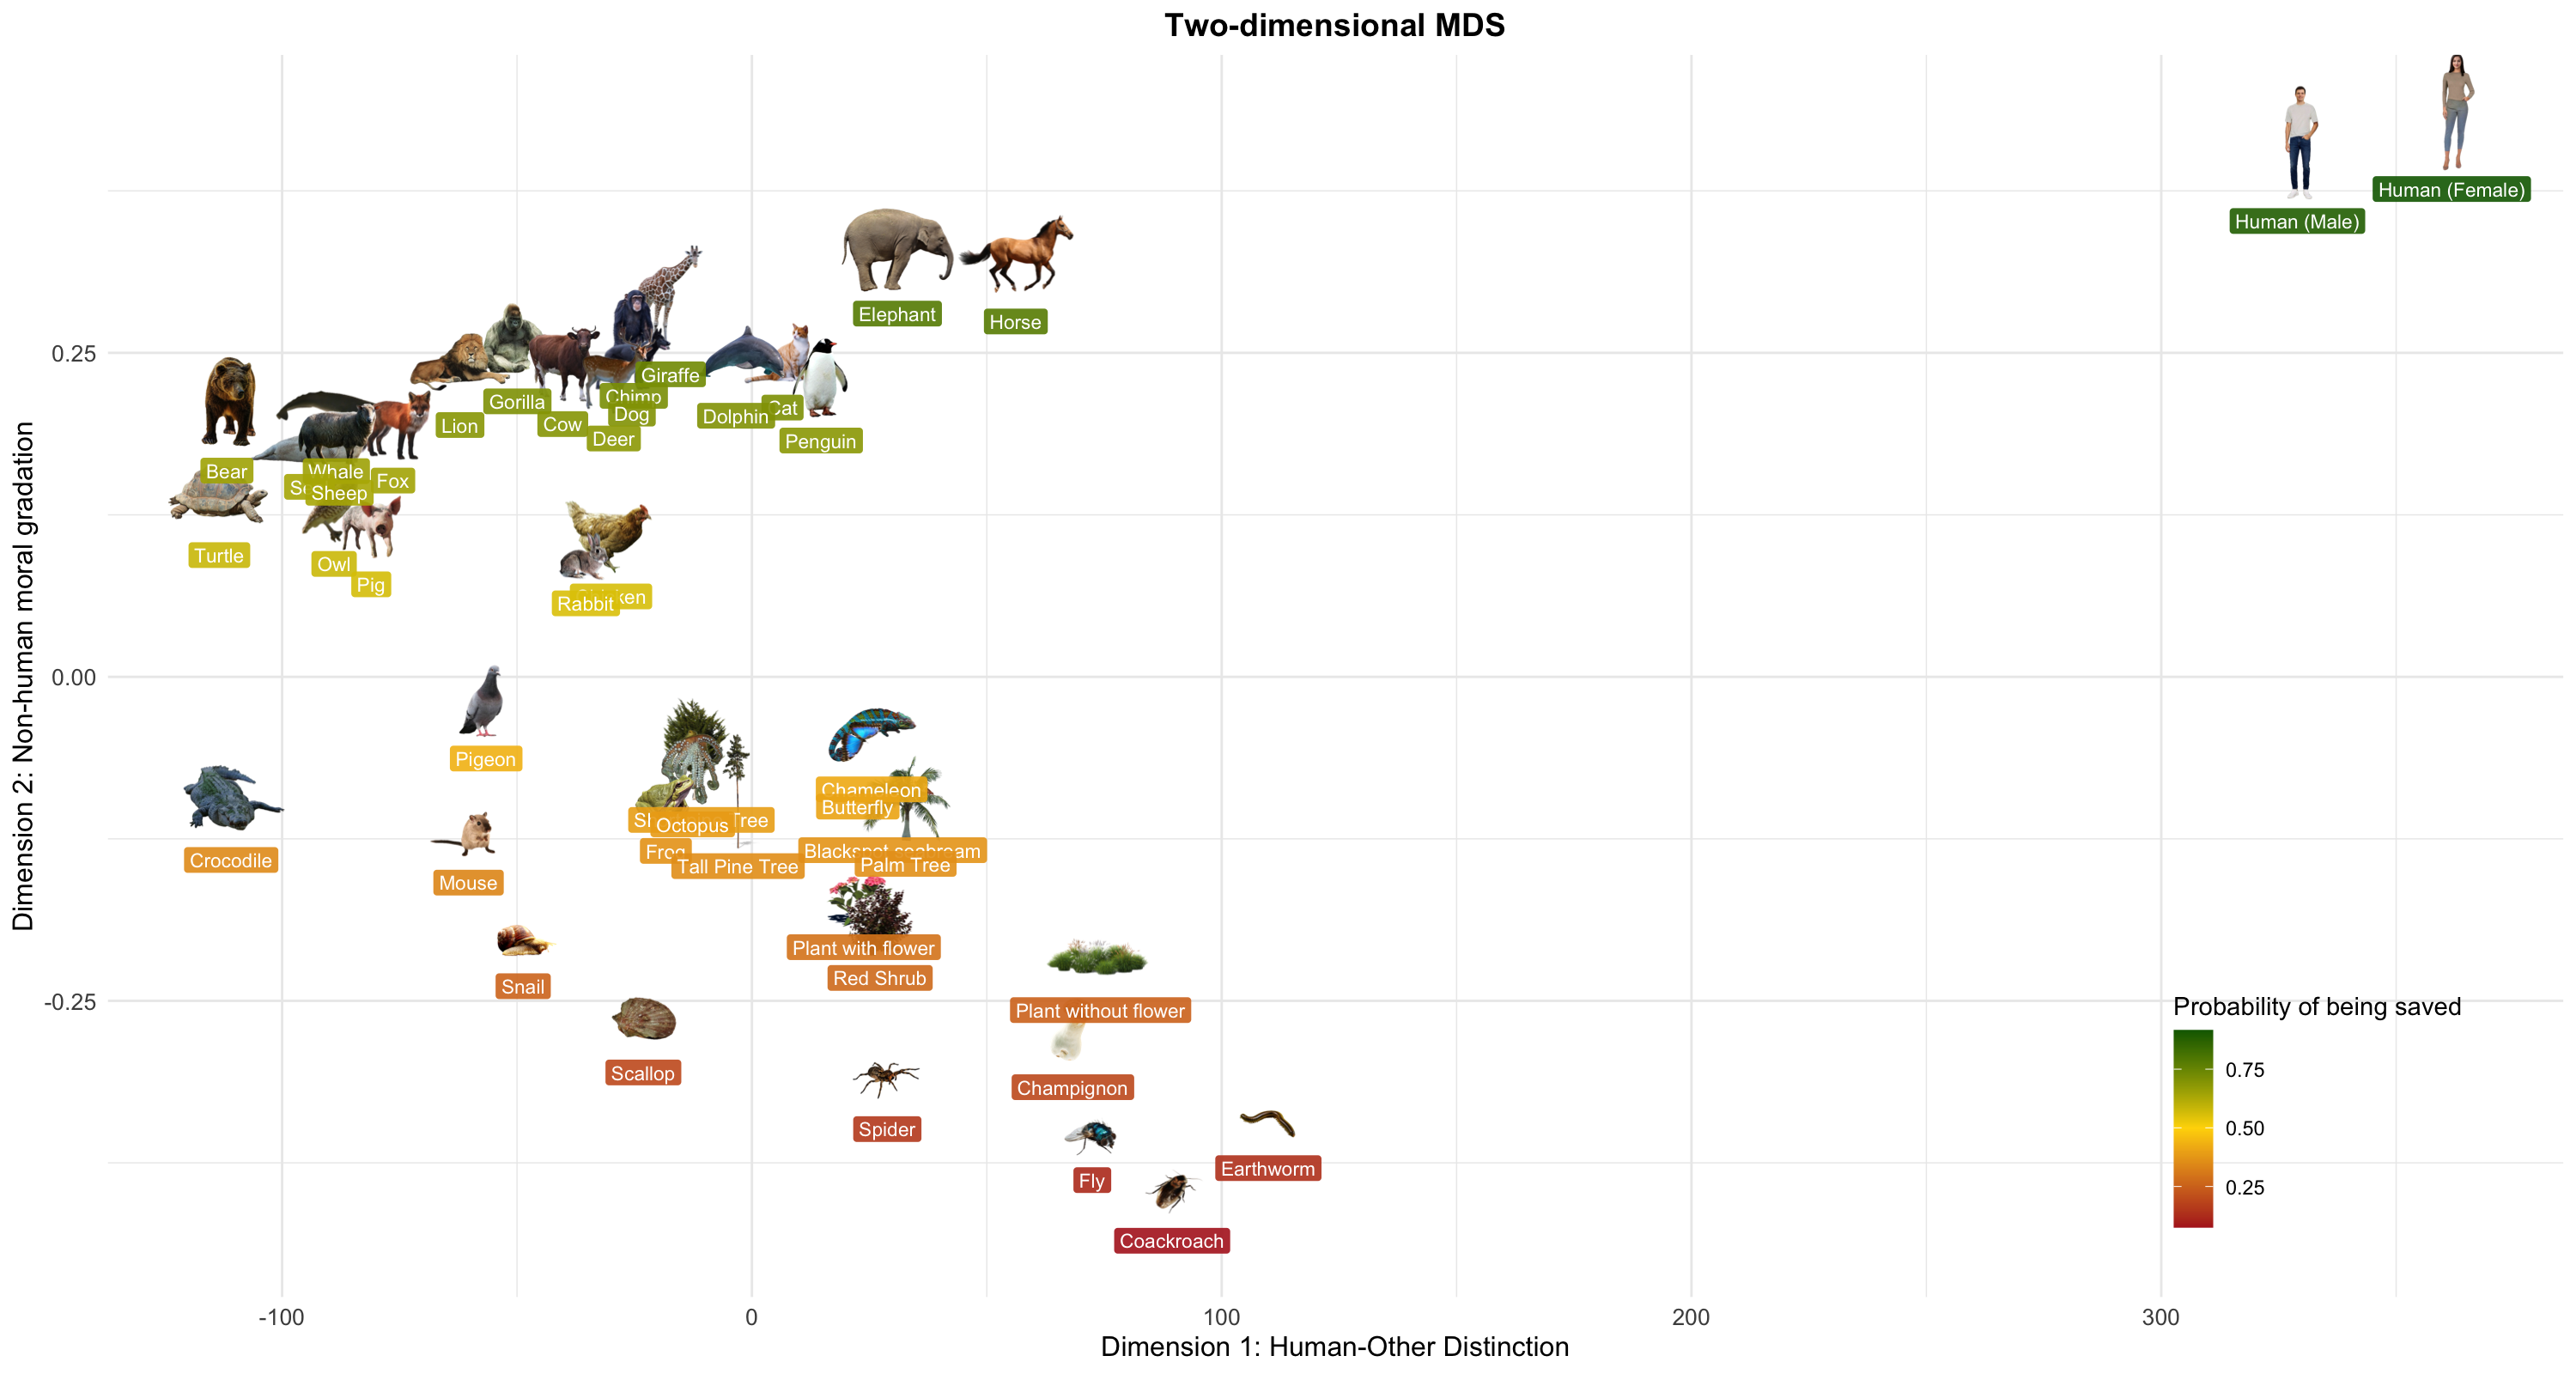 Two-dimensional MDS
Human (Female)
Human (Male)
Elephant
Horse
0.25
Giraffe
Chimp
Gorilla
Cat
Dog
Dolphin
Lion
Cow
Deer
Penguin
Bear
Whale
Fox
Sheep
Turtle
Owl
Pig
Rabbit
0.00
Pigeon
Chameleon
Butterfly
Tree
Octopus
Frog
Blackspot seabream
Crocodile
Tall Pine Tree
Palm Tree
Mouse
Plant with flower
Red Shrub
Snail
-0.25
Plant without flower
Scallop
Champignon
Spider
Earthworm
Fly
Coackroach
Probability of being saved
0.75
0.50
0.25
-100
0
100
200
300
Dimension 1: Human-Other Distinction
Dimension 2: Non-human moral gradation